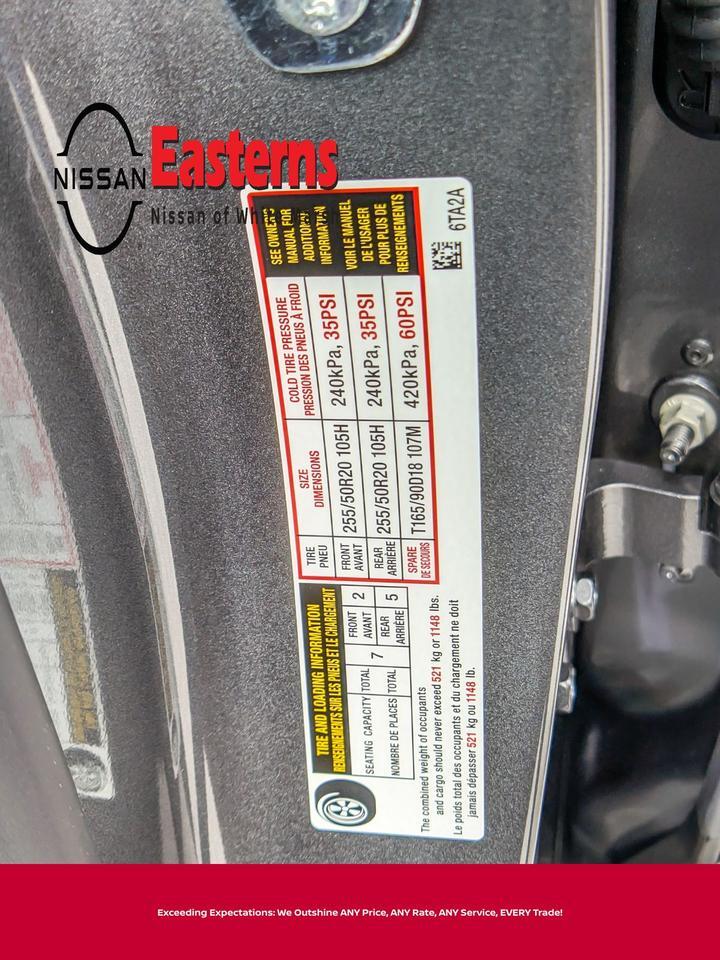 NISSAN
Easterns
Nissan of
TIRE AND LOADING INFORMATION
RENSEIGNEMENTS SUR LES PNEUS ET LE CHARGEMENT
SEATING CAPACITY
NOMBRE DE PLACES
TOTAL
TOTAL
7
FRONT
AVANT
2
REAR
ARRIÈRE
5
The combined weight of occupants
and cargo should never exceed 521 kg or 1148 lbs.
Le poids total des occupants et du chargement ne doit
jamais dépasser 521 kg ou 1148 lb.
TIRE
PNEU
SIZE
DIMENSIONS
COLD TIRE PRESSURE
PRESSION DES PNEUS À FROID
FRONT
AVANT
255/50R20 105H
240kPa, 35PSI
REAR
ARRIÈRE
255/50R20 105H
240kPa, 35PSI
SPARE
DE SECOURS
T165/90D18 107M
420kPa, 60PSI
SEE OWNER'S
MANUAL FOR
ADDITIONAL
INFORMATION
VOIR LE MANUEL
DE L'USAGER
POUR PLUS DE
RENSEIGNEMENTS
6TA2A
Exceeding Expectations: We Outshine ANY Price, ANY Rate, ANY Service, EVERY Trade!